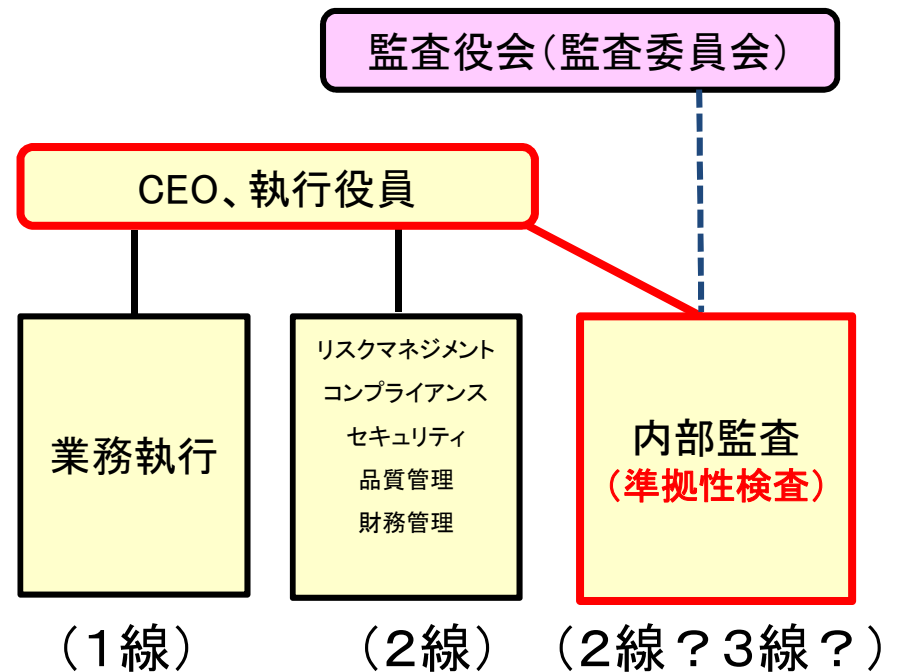 監査役会（監査委員会）
CEO、執行役員
業務執行
リスクマネジメント
コンプライアンス
セキュリティ
品質管理
財務管理
内部監査
（準拠性検査）
（１線）
（２線）
（２線？３線？）